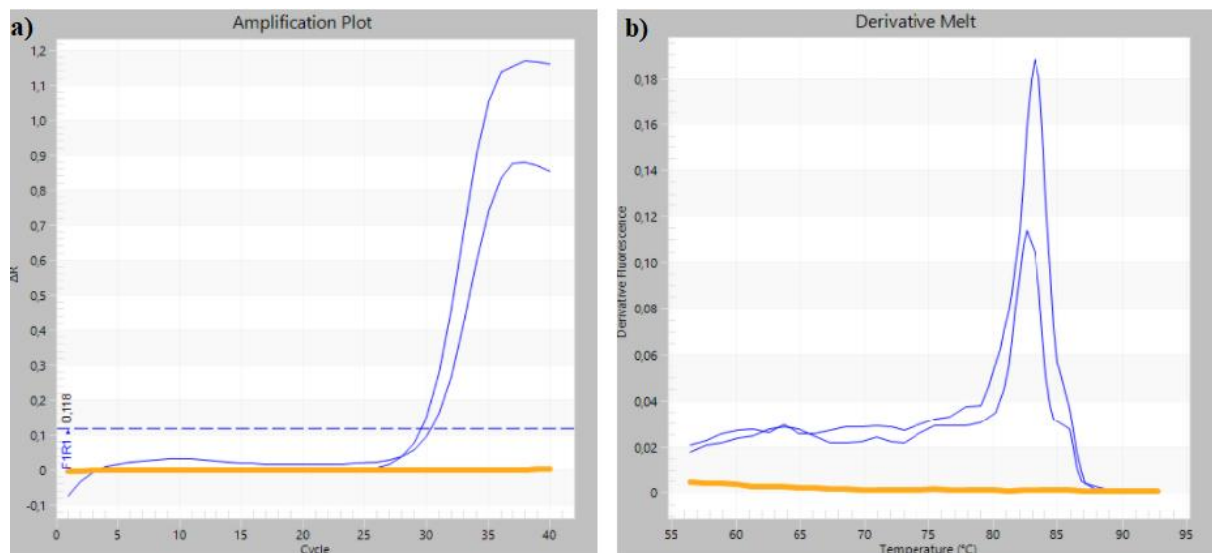 a)
Amplification Plot
1,2
1,1
1,0
0,9
0,8
0,7
0,6
0,5
0,4
0,3
0,2
0,1
0
-0,1
ΔR
F1R1 0,118
0 5 10 15 20 25 30 35 40
Cycle
b)
Derivative Melt
0,18
0,16
0,14
0,12
0,10
0,08
0,06
0,04
0,02
0
Derivative Fluorescence
55 60 65 70 75 80 85 90 95
Temperature (°C)